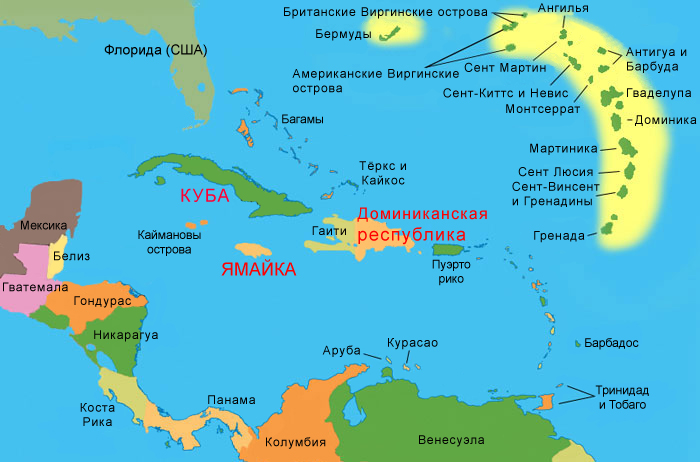 Британские Виргинские острова
Ангилья
Бермуды
Флорида (США)
Антигуа и
Барбуда
Сент Мартин
Американские Виргинские
острова
Сент-Киттс и Невис
Гваделупа
Монтсеррат
Багамы
Доминика
Мартиника
Тёркс и
Кайкос
Сент Люсия
КУБА
Сент-Винсент
и Гренадины
Доминиканская
республика
Мексика
Каймановы
острова
Гаити
Гренада
Белиз
ЯМАЙКА
Пуэрто
рико
Гватемала
Гондурас
Никарагуа
Аруба
Курасао
Барбадос
Тринидад
и Тобаго
Коста
Рика
Панама
Колумбия
Венесуэла